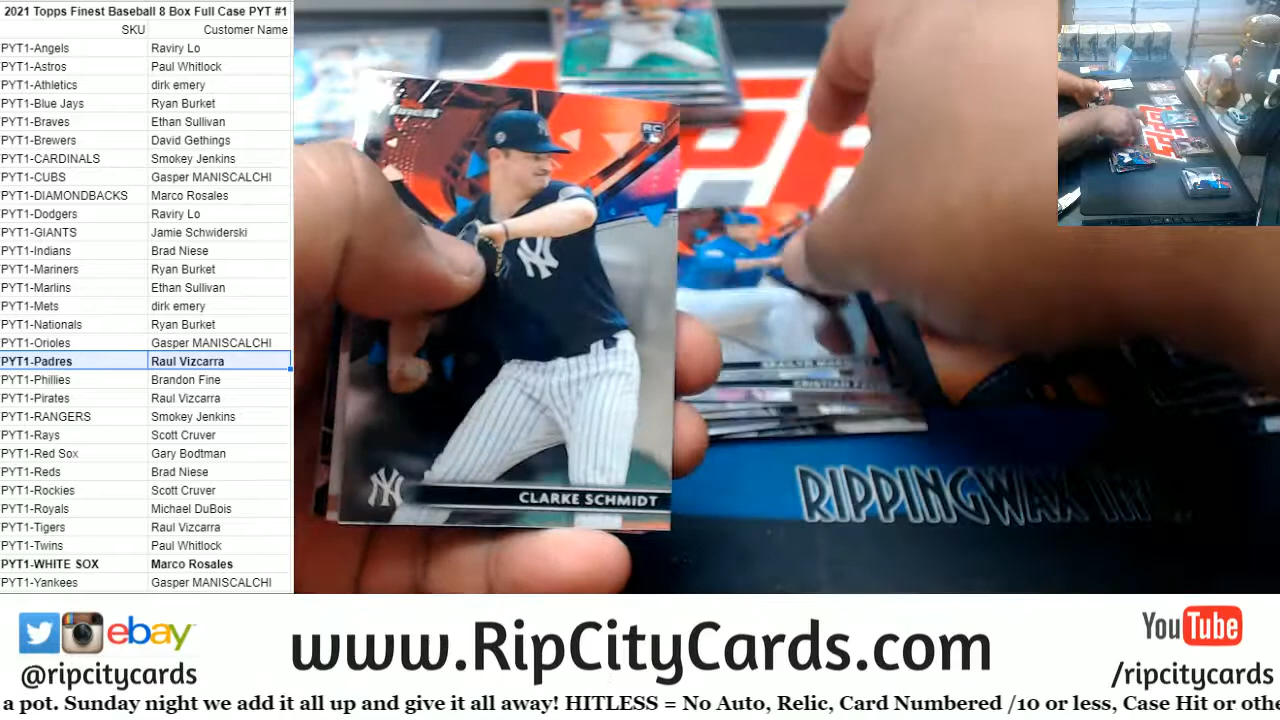 2021 Topps Finest Baseball 8 Box Full Case PYT #1
SKU Customer Name
PYT1-Angels Raviry Lo
PYT1-Astros Paul Whitlock
PYT1-Athletics dirk emery
PYT1-Blue Jays Ryan Burket
PYT1-Braves Ethan Sullivan
PYT1-Brewers David Gethings
PYT1-CARDINALS Smokey Jenkins
PYT1-CUBS Gasper MANISCALCHI
PYT1-DIAMONDBACKS Marco Rosales
PYT1-Dodgers Raviry Lo
PYT1-GIANTS Jamie Schwiderski
PYT1-Indians Brad Niese
PYT1-Mariners Ryan Burket
PYT1-Marlins Ethan Sullivan
PYT1-Mets dirk emery
PYT1-Nationals Ryan Burket
PYT1-Orioles Gasper MANISCALCHI
PYT1-Padres Raul Vizcarra
PYT1-Phillies Brandon Fine
PYT1-Pirates Raul Vizcarra
PYT1-RANGERS Smokey Jenkins
PYT1-Rays Scott Cruver
PYT1-Red Sox Gary Bodtman
PYT1-Reds Brad Niese
PYT1-Rockies Scott Cruver
PYT1-Royals Michael DuBois
PYT1-Tigers Raul Vizcarra
PYT1-Twins Paul Whitlock
PYT1-WHITE SOX Marco Rosales
PYT1-Yankees Gasper MANISCALCHI
RC
NY
NY
CLARKE SCHMIDT
CRISTIAN
RIPPINGWAX
ebay
@ripcitycards
www.RipCityCards.com
YouTube
/ripcitycards
a pot. Sunday night we add it all up and give it all away! HITLESS = No Auto, Relic, Card Numbered /10 or less, Case Hit or othe